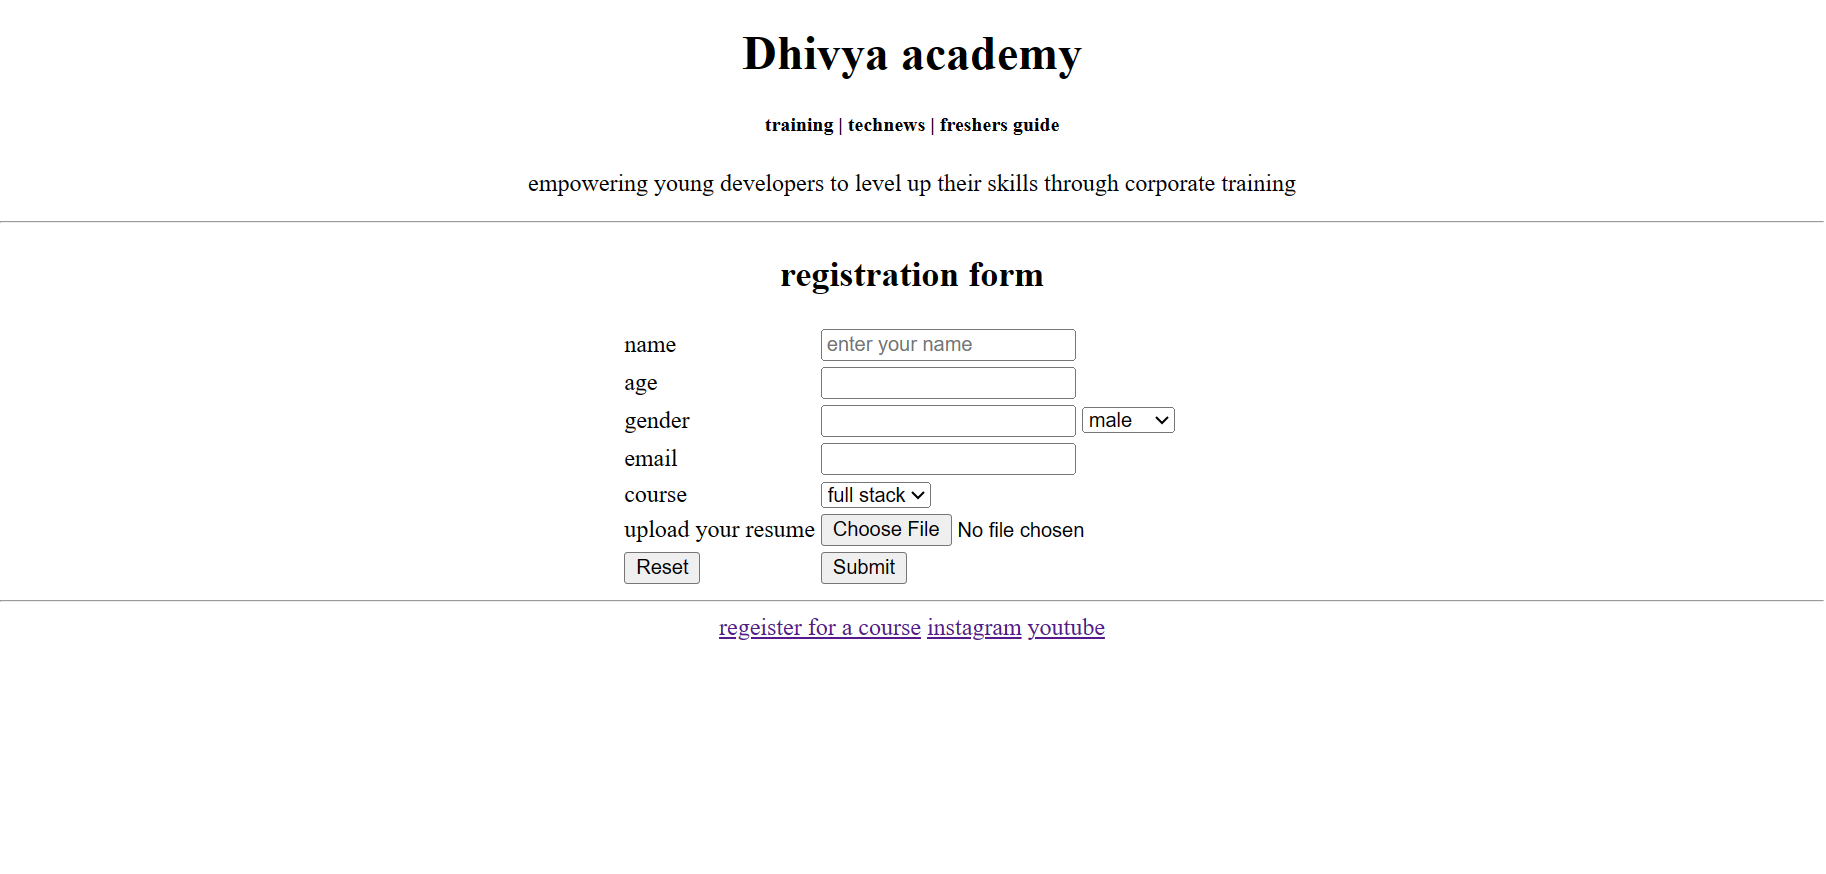 Dhivya academy
training | technews | freshers guide
empowering young developers to level up their skills through corporate training
registration form
name enter your name
age
gender male
email
course full stack
upload your resume Choose File No file chosen
Reset Submit
regeister for a course instagram youtube